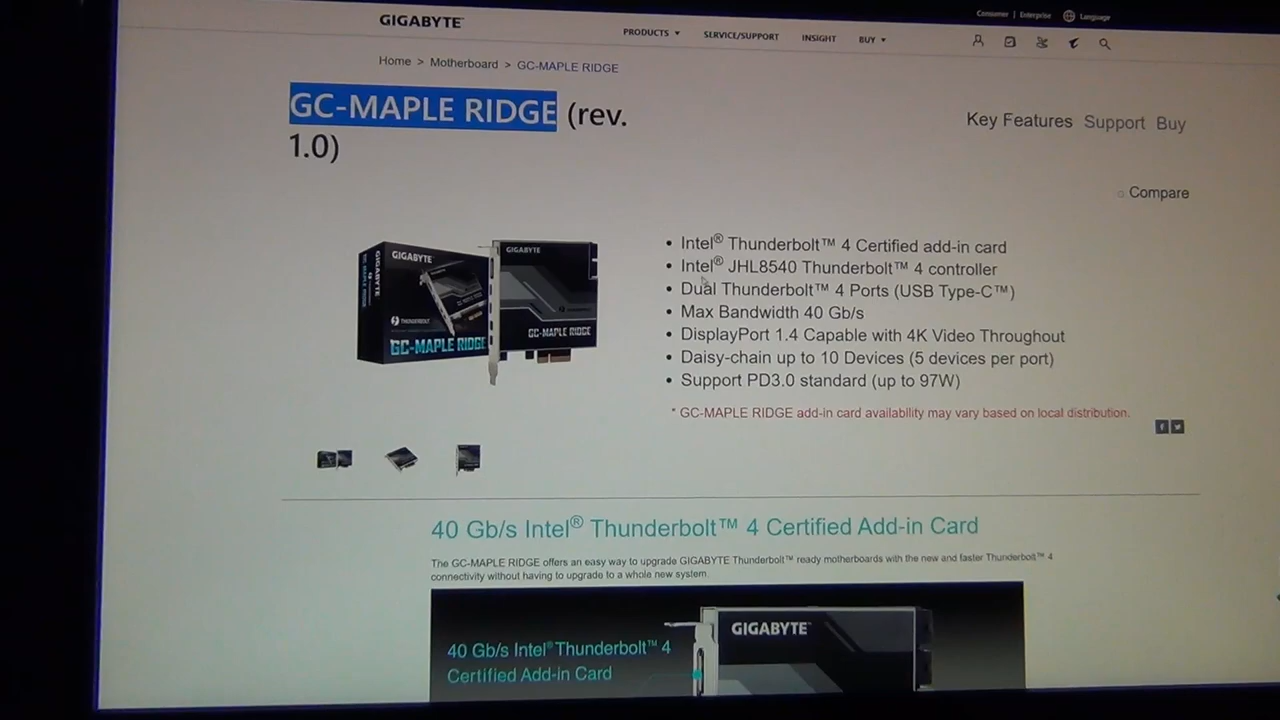 Consumer | Enterprise Language
GIGABYTE™
PRODUCTS SERVICE/SUPPORT INSIGHT BUY
Home > Motherboard > GC-MAPLE RIDGE
GC-MAPLE RIDGE (rev.
1.0)
Key Features Support Buy
Compare
• Intel® Thunderbolt™ 4 Certified add-in card
• Intel® JHL8540 Thunderbolt™ 4 controller
• Dual Thunderbolt™ 4 Ports (USB Type-C™)
• Max Bandwidth 40 Gb/s
• DisplayPort 1.4 Capable with 4K Video Throughout
• Daisy-chain up to 10 Devices (5 devices per port)
• Support PD3.0 standard (up to 97W)
* GC-MAPLE RIDGE add-in card availability may vary based on local distribution.
GIGABYTE
GIGABYTE
GIGABYTE
THUNDERBOLT
GC-MAPLE RIDGE
GC-MAPLE RIDGE
40 Gb/s Intel® Thunderbolt™ 4 Certified Add-in Card
The GC-MAPLE RIDGE offers an easy way to upgrade GIGABYTE Thunderbolt™ ready motherboards with the new and faster Thunderbolt™ 4
connectivity without having to upgrade to a whole new system.
GIGABYTE™
40 Gb/s Intel® Thunderbolt™ 4
Certified Add-in Card